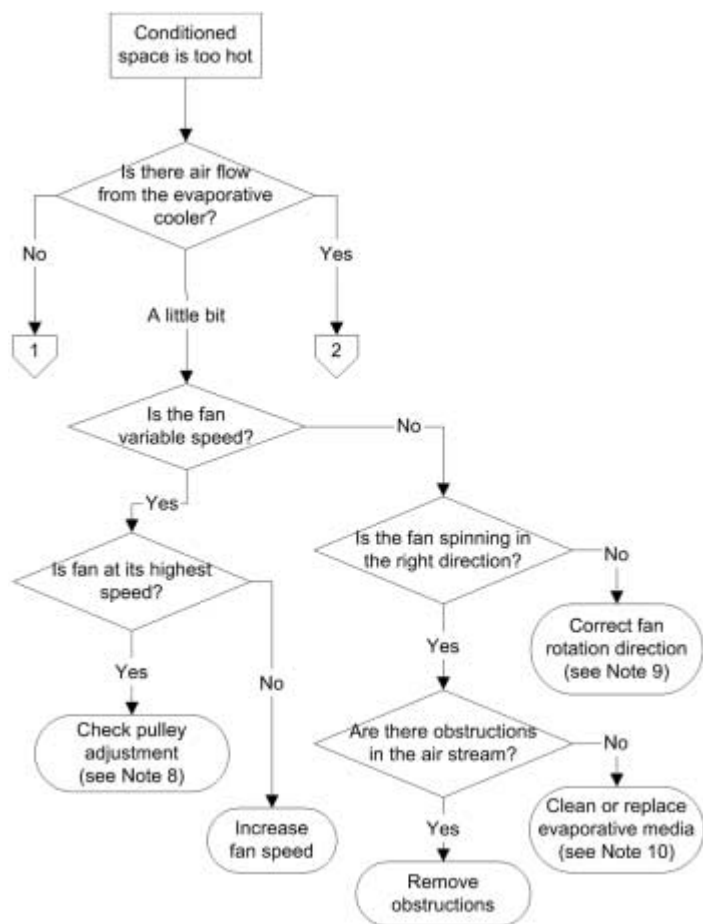 Conditioned
space is too hot
Is there air flow
from the evaporative
cooler?
No
Yes
A little bit
1
2
Is the fan
variable speed?
No
Yes
Is the fan spinning in
the right direction?
Is fan at its highest
speed?
No
Correct fan
rotation direction
(see Note 9)
Yes
Yes
No
Check pulley
adjustment
(see Note 8)
Are there obstructions
in the air stream?
No
Clean or replace
evaporative media
(see Note 10)
Increase
fan speed
Yes
Remove
obstructions